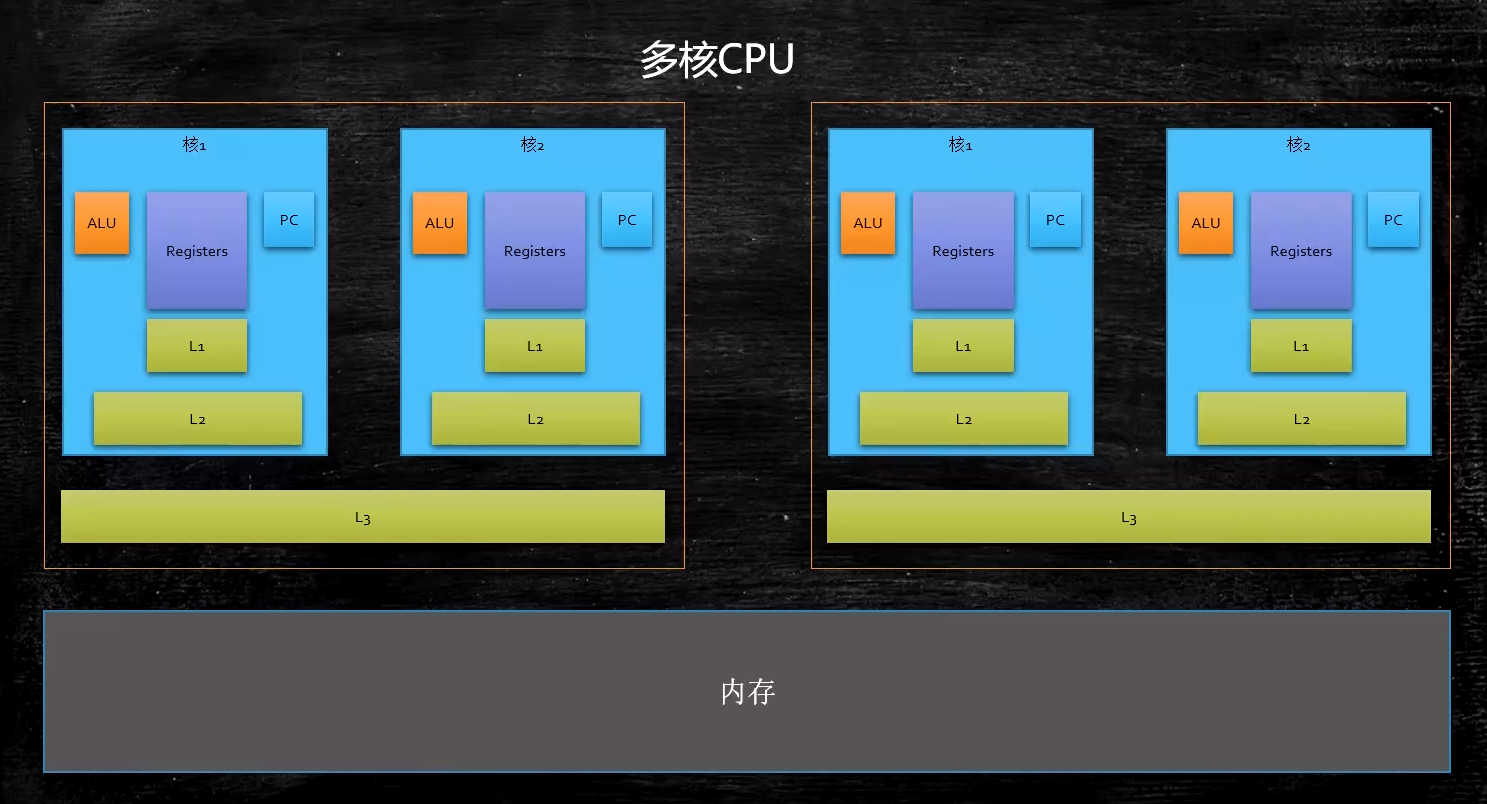 多核CPU
核1
核2
核1
核2
ALU
Registers
PC
ALU
Registers
PC
ALU
Registers
PC
ALU
Registers
PC
L1
L1
L1
L1
L2
L2
L2
L2
L3
L3
内存